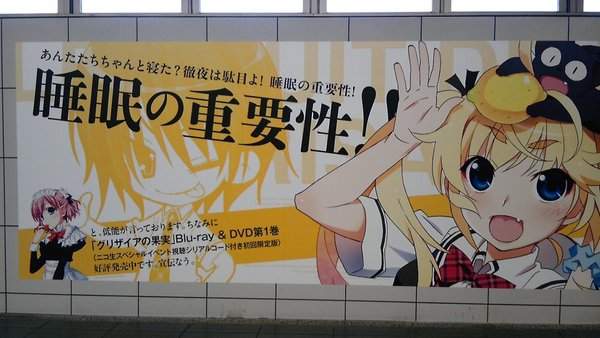 あんたたちちゃんと寝た？徹夜は駄目よ！睡眠の重要性！
睡眠の重要性！！
と、低能が言っております。ちなみに
「グリザイアの果実」Blu-ray & DVD第1巻
（ニコ生スペシャルイベント視聴シリアルコード付き初回限定版）
好評発売中です。宣伝なう。